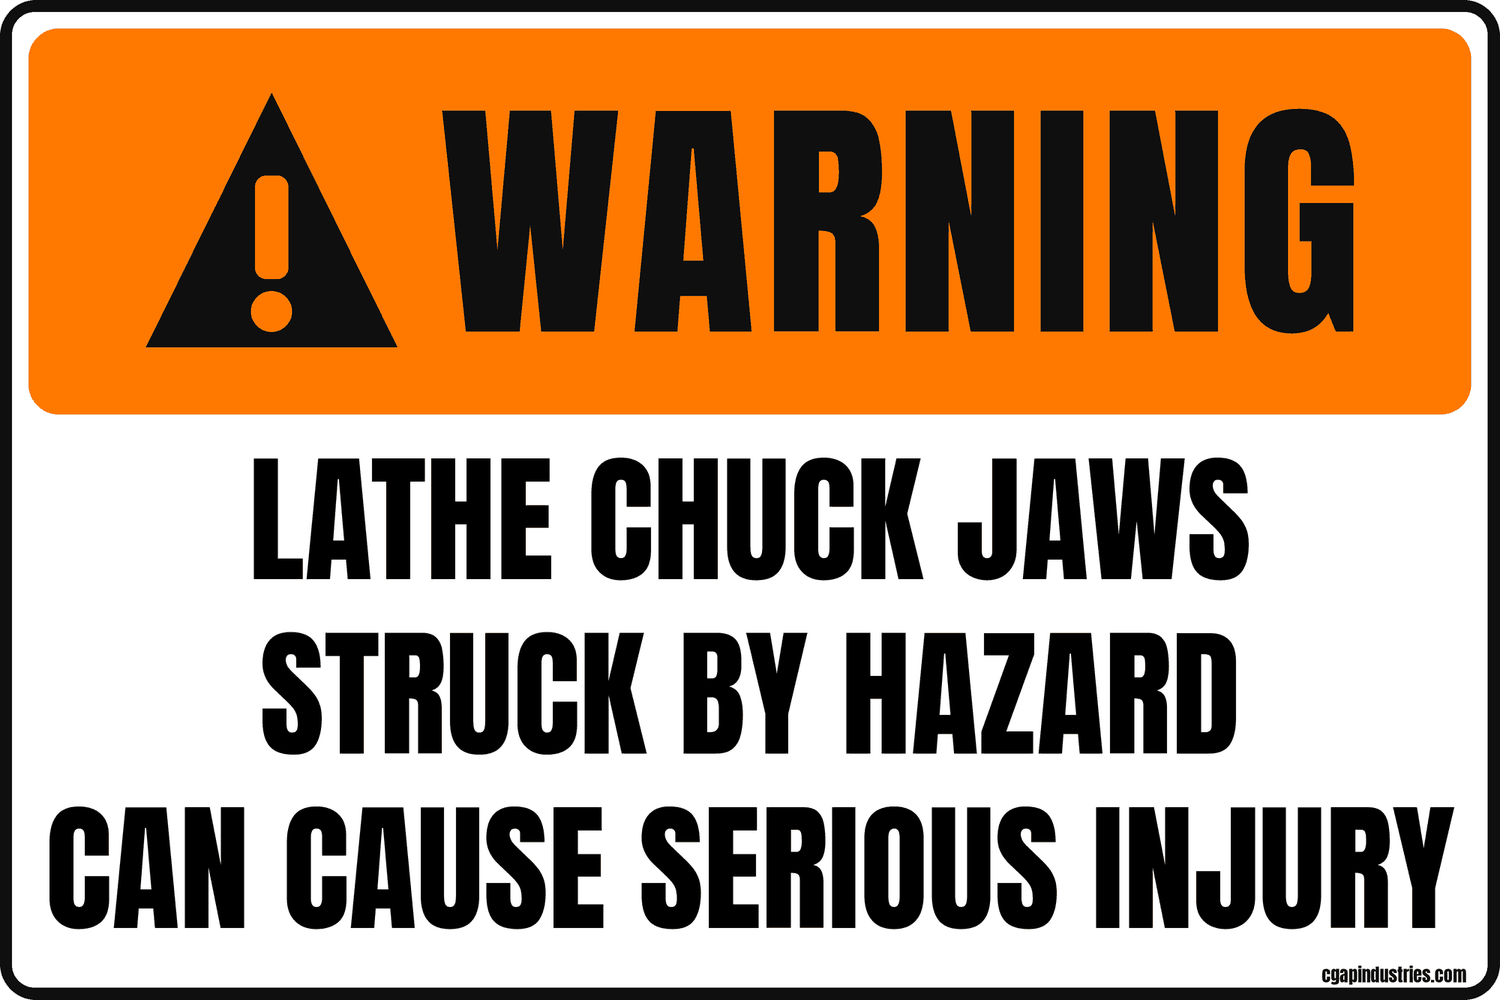 WARNING
LATHE CHUCK JAWS
STRUCK BY HAZARD
CAN CAUSE SERIOUS INJURY
cgapindustries.com